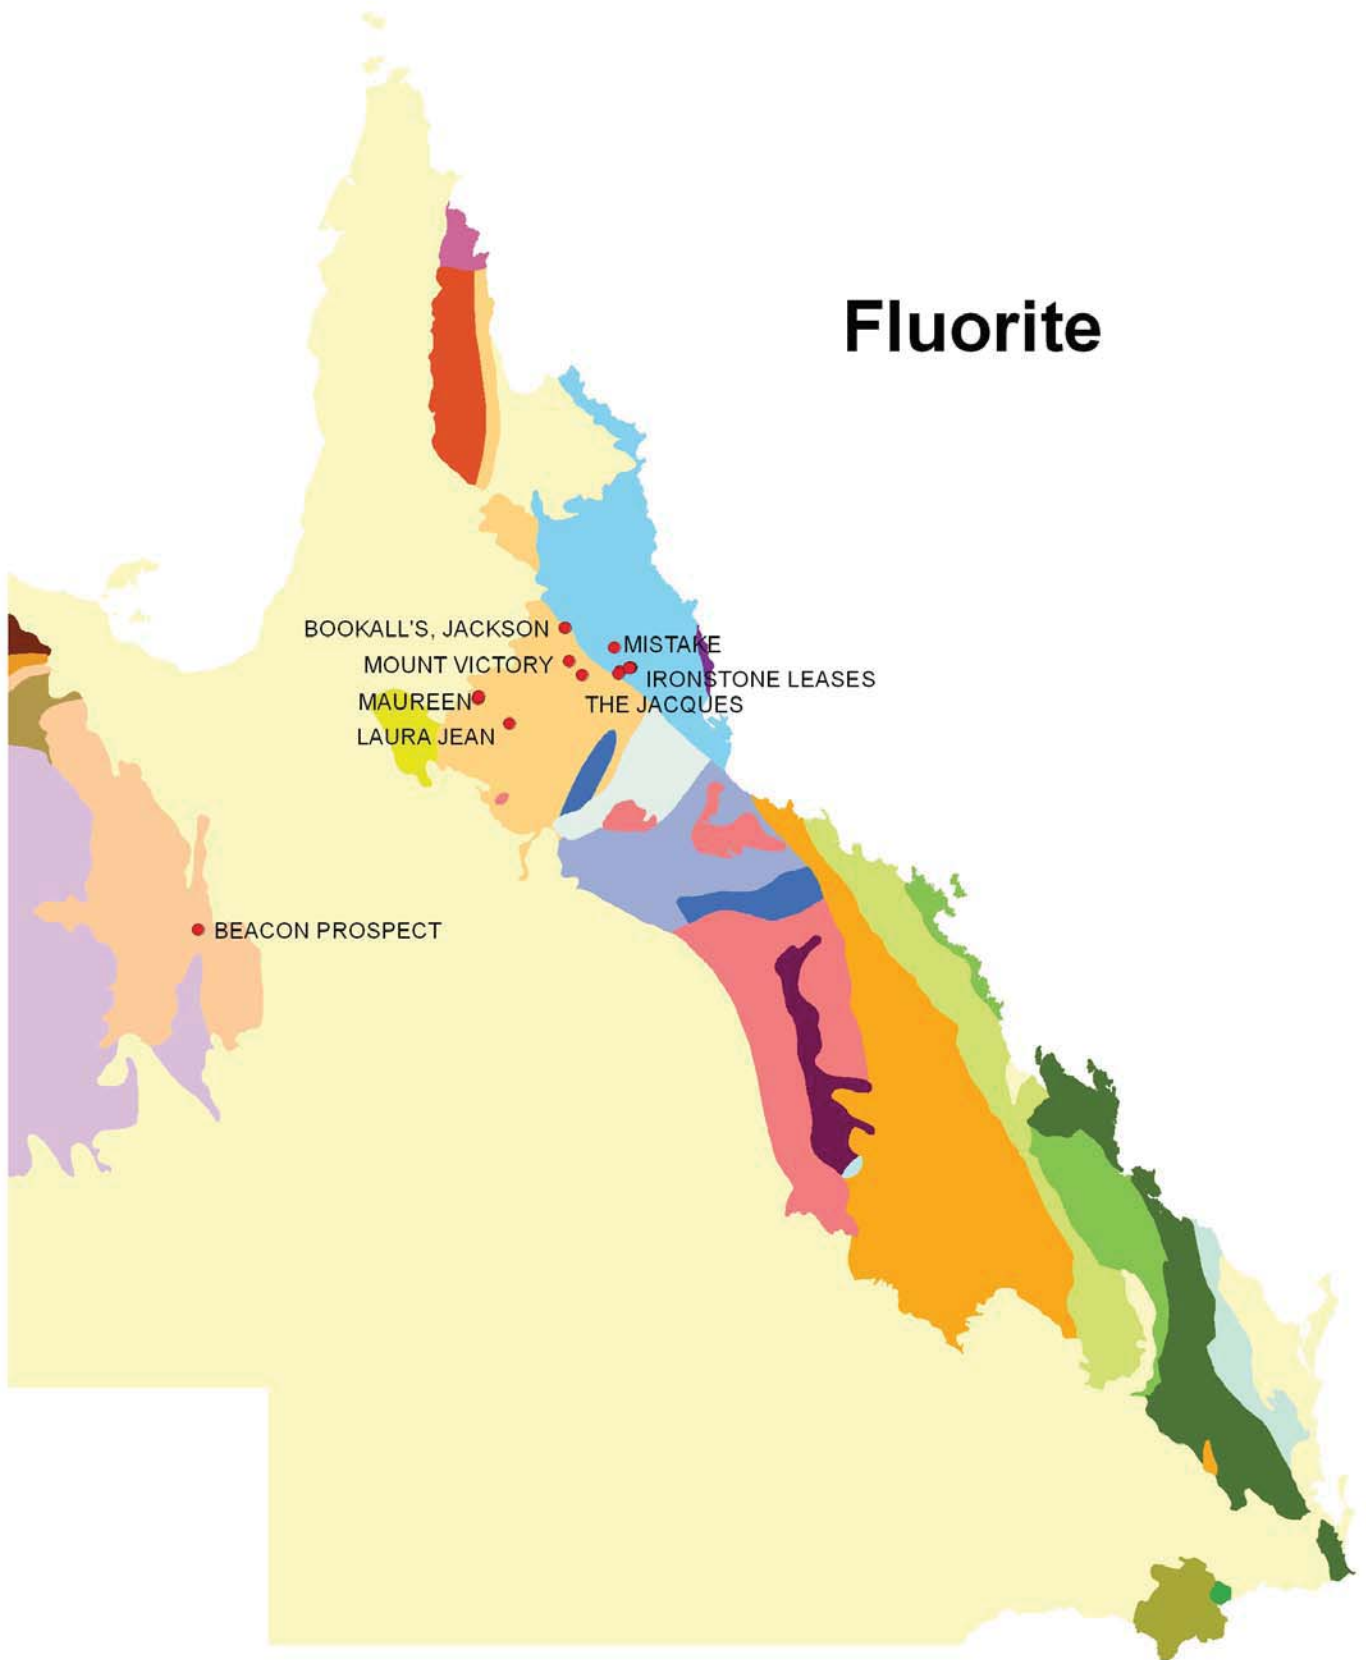 Fluorite
BOOKALL'S, JACKSON
MISTAKE
MOUNT VICTORY
IRONSTONE LEASES
MAUREEN
THE JACQUES
LAURA JEAN
BEACON PROSPECT